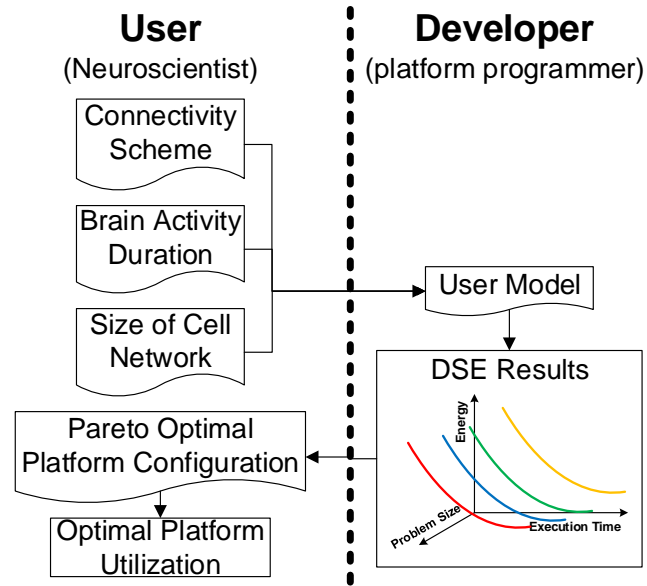 User
(Neuroscientist)
Developer
(platform programmer)
Connectivity
Scheme
Brain Activity
Duration
Size of Cell
Network
User Model
DSE Results
Energy
Problem Size
Execution Time
Pareto Optimal
Platform Configuration
Optimal Platform
Utilization